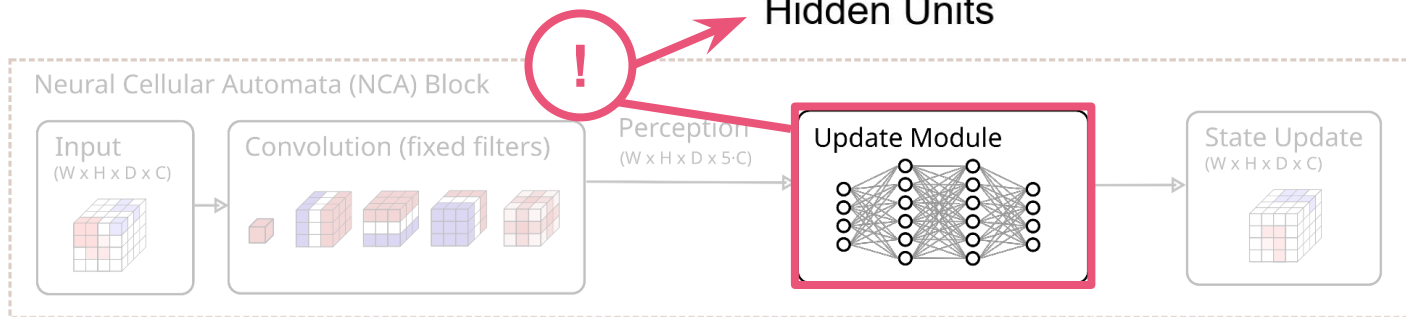 Hidden Units
!
Neural Cellular Automata (NCA) Block
Input
(W x H x D x C)
Convolution (fixed filters)
Perception
(W x H x D x 5·C)
Update Module
State Update
(W x H x D x C)